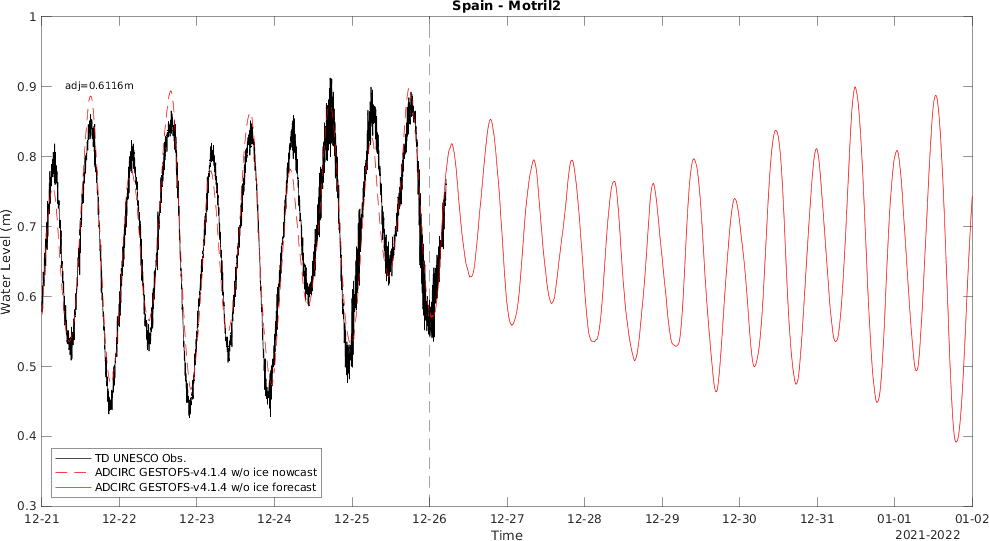 Spain - Motril2
1
0.9
0.8
0.7
0.6
0.5
0.4
0.3
Water Level (m)
adj=0.6116m
TD UNESCO Obs.
ADCIRC GESTOFS-v4.1.4 w/o ice nowcast
ADCIRC GESTOFS-v4.1.4 w/o ice forecast
12-21 12-22 12-23 12-24 12-25 12-26 12-27 12-28 12-29 12-30 12-31 01-01 01-02
Time
2021-2022